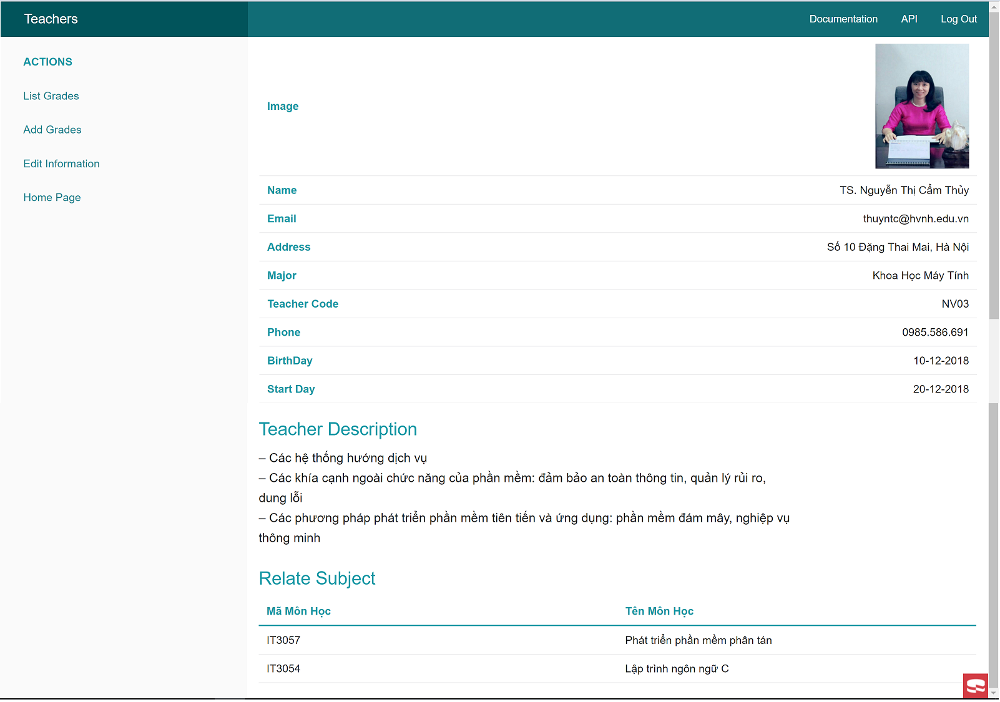 Teachers
Documentation API Log Out
ACTIONS
List Grades
Add Grades
Edit Information
Home Page
Image
Name TS. Nguyễn Thị Cẩm Thủy
Email thuyntc@hvnh.edu.vn
Address Số 10 Đặng Thai Mai, Hà Nội
Major Khoa Học Máy Tính
Teacher Code NV03
Phone 0985.586.691
BirthDay 10-12-2018
Start Day 20-12-2018
Teacher Description
– Các hệ thống hướng dịch vụ
– Các khía cạnh ngoài chức năng của phần mềm: đảm bảo an toàn thông tin, quản lý rủi ro,
dung lỗi
– Các phương pháp phát triển phần mềm tiên tiến và ứng dụng: phần mềm đám mây, nghiệp vụ
thông minh
Relate Subject
Mã Môn Học Tên Môn Học
IT3057 Phát triển phần mềm phân tán
IT3054 Lập trình ngôn ngữ C